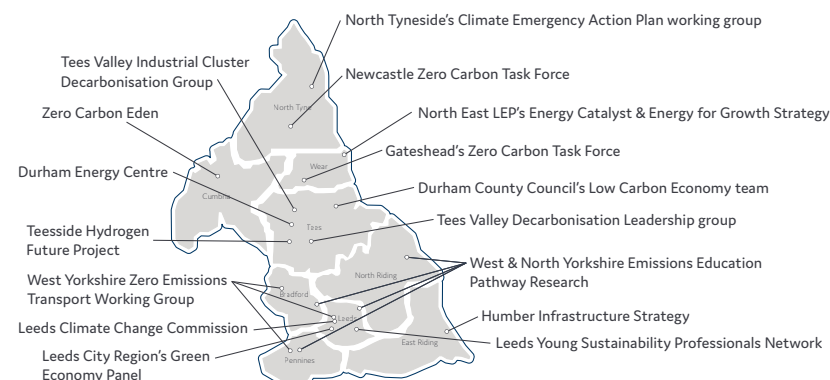 North Tyneside's Climate Emergency Action Plan working group
Tees Valley Industrial Cluster
Decarbonisation Group
Newcastle Zero Carbon Task Force
Zero Carbon Eden
North Tyne
North East LEP's Energy Catalyst & Energy for Growth Strategy
Gateshead's Zero Carbon Task Force
Wear
Durham Energy Centre
Durham County Council's Low Carbon Economy team
Cumbria
Tees Valley Decarbonisation Leadership group
Tees
Teesside Hydrogen
Future Project
West & North Yorkshire Emissions Education
Pathway Research
North Riding
West Yorkshire Zero Emissions
Transport Working Group
Bradford
Humber Infrastructure Strategy
Leeds
Leeds Climate Change Commission
East Riding
Leeds Young Sustainability Professionals Network
Leeds City Region's Green
Economy Panel
Pennines